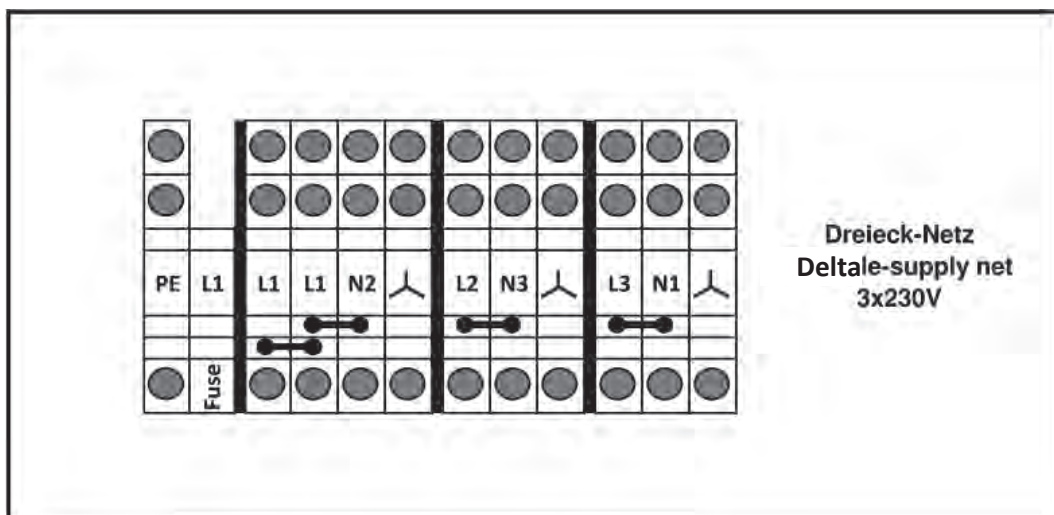 PE L1 L1 L1 N2 L2 N3 L3 N1
Fuse
Dreieck-Netz
Deltale-supply net
3x230V